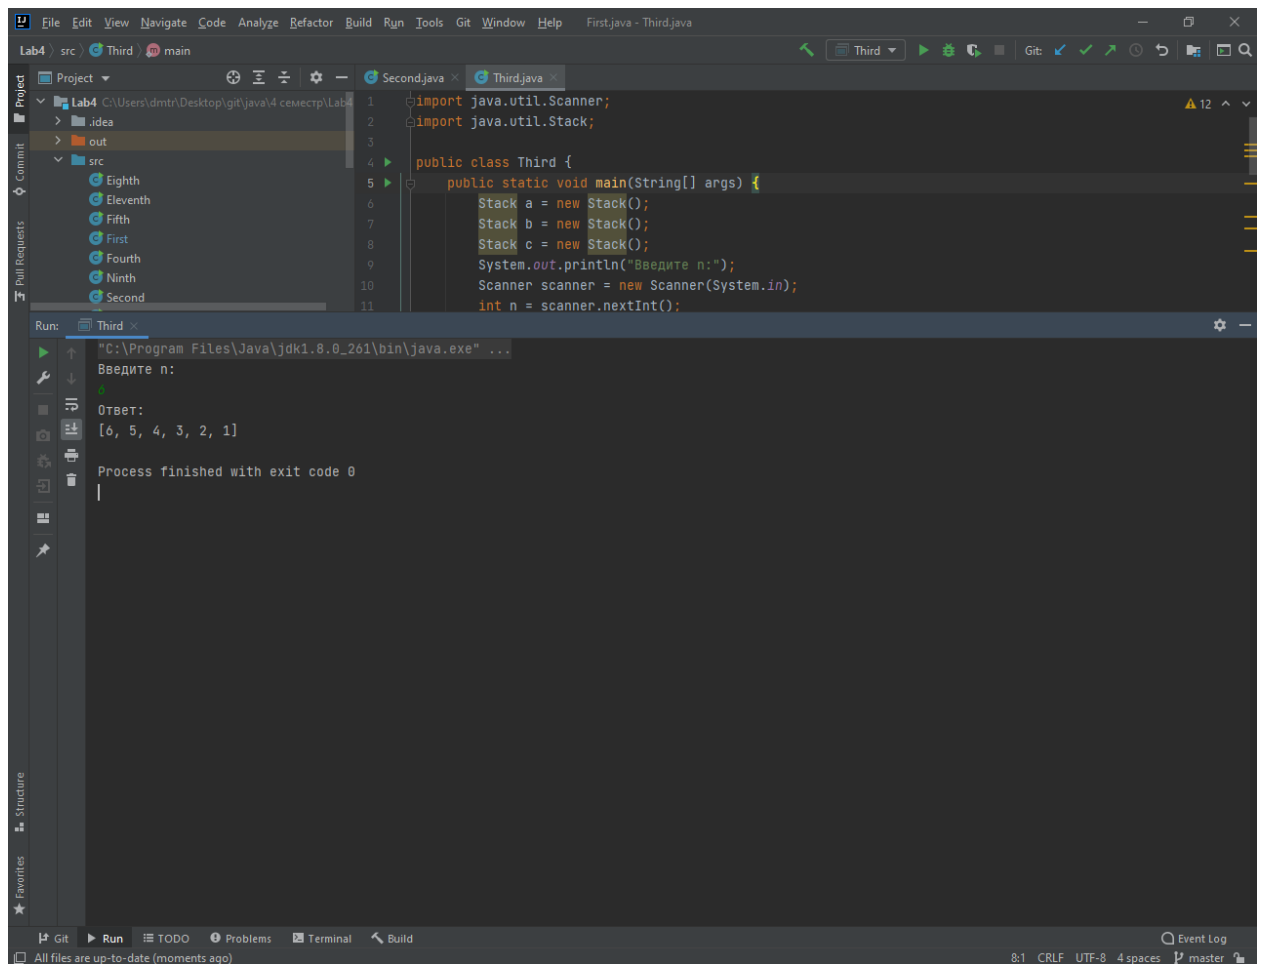 File Edit View Navigate Code Analyze Refactor Build Run Tools Git Window Help First.java - Third.java
Lab4 src Third main Third Git:
Project Second.java Third.java
Lab4 C:\Users\dmtr\Desktop\git\java\4 семестр\Lab4
.idea
out
src
Eighth
Eleventh
Fifth
First
Fourth
Ninth
Second
Project
Commit
Pull Requests
12
1 import java.util.Scanner;
2 import java.util.Stack;
3
4 public class Third {
5 public static void main(String[] args) {
6 Stack a = new Stack();
7 Stack b = new Stack();
8 Stack c = new Stack();
9 System.out.println("Введите n:");
10 Scanner scanner = new Scanner(System.in);
11 int n = scanner.nextInt();
Run: Third
"C:\Program Files\Java\jdk1.8.0_261\bin\java.exe" ...
Введите n:
6
Ответ:
[6, 5, 4, 3, 2, 1]
Process finished with exit code 0
Structure
Favorites
Git Run TODO Problems Terminal Build Event Log
All files are up-to-date (moments ago) 8:1 CRLF UTF-8 4 spaces master